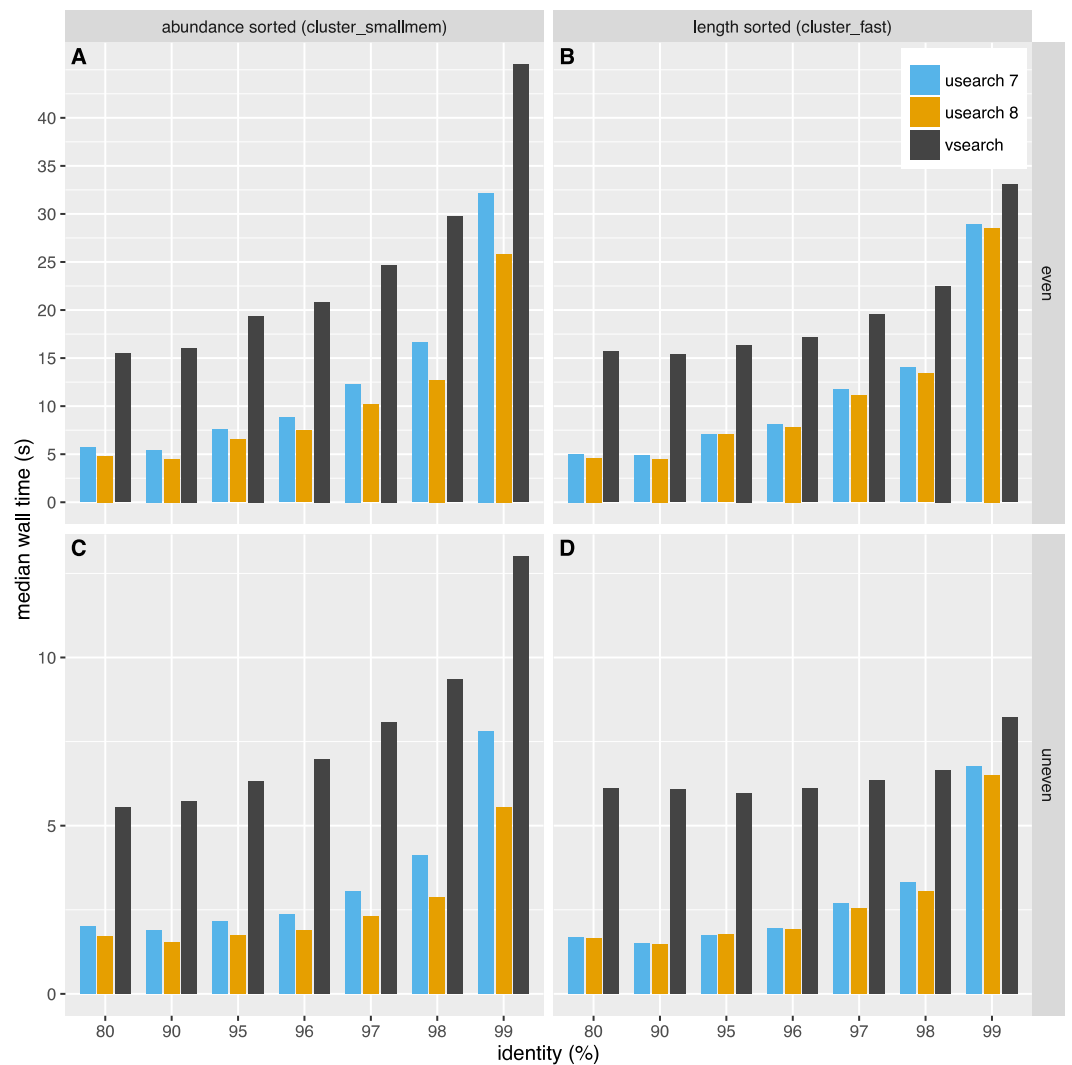 abundance sorted (cluster_smallmem)
length sorted (cluster_fast)
A
B
usearch 7
usearch 8
vsearch
40
35
30
25
20
15
10
5
0
even
median wall time (s)
C
D
10
5
0
uneven
80 90 95 96 97 98 99
80 90 95 96 97 98 99
identity (%)